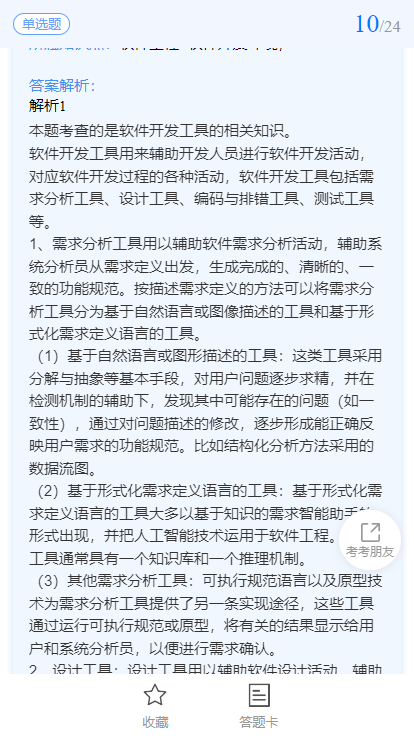 单选题
10/24
答案解析：
解析1
本题考查的是软件开发工具的相关知识。
软件开发工具用来辅助开发人员进行软件开发活动，
对应软件开发过程的各种活动，软件开发工具包括需
求分析工具、设计工具、编码与排错工具、测试工具
等。
1、需求分析工具用以辅助软件需求分析活动，辅助系
统分析员从需求定义出发，生成完成的、清晰的、一
致的功能规范。按描述需求定义的方法可以将需求分
析工具分为基于自然语言或图像描述的工具和基于形
式化需求定义语言的工具。
（1）基于自然语言或图形描述的工具：这类工具采用
分解与抽象等基本手段，对用户问题逐步求精，并在
检测机制的辅助下，发现其中可能存在的问题（如一
致性），通过对问题描述的修改，逐步形成能正确反
映用户需求的功能规范。比如结构化分析方法采用的
数据流图。
（2）基于形式化需求定义语言的工具：基于形式化需
求定义语言的工具大多以基于知识的需求智能助手
形式出现，并把人工智能技术运用于软件工程。
工具通常具有一个知识库和一个推理机制。
考考朋友
（3）其他需求分析工具：可执行规范语言以及原型技
术为需求分析工具提供了另一条实现途径，这些工具
通过运行可执行规范或原型，将有关的结果显示给用
户和系统分析员，以便进行需求确认。
2、设计工具：设计工具用以辅助软件设计活动，辅助
收藏
答题卡